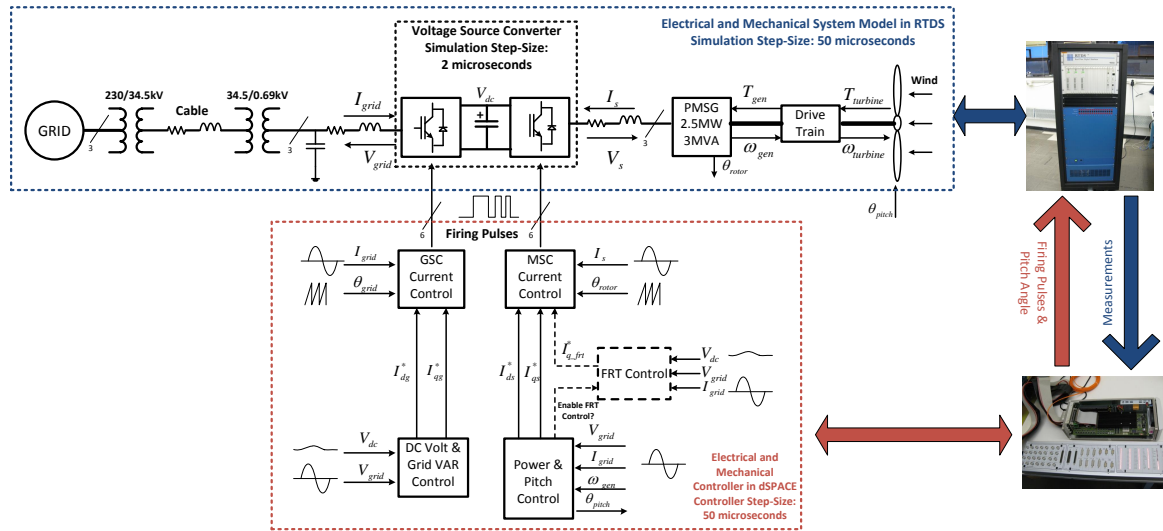 Voltage Source Converter
Simulation Step-Size:
2 microseconds
Electrical and Mechanical System Model in RTDS
Simulation Step-Size: 50 microseconds
230/34.5kV
Cable
34.5/0.69kV
GRID
3
3
I_grid
V_grid
V_dc
+
I_s
V_s
3
PMSG
2.5MW
3MVA
θ_rotor
T_gen
ω_gen
Drive
Train
T_turbine
ω_turbine
Wind
θ_pitch
6
Firing Pulses
6
I_grid
θ_grid
GSC
Current
Control
MSC
Current
Control
I_s
θ_rotor
I*_dg
I*_qg
I*_ds
I*_qs
I*_q_frt
FRT Control
V_dc
V_grid
I_grid
Enable FRT
Control?
V_dc
V_grid
DC Volt &
Grid VAR
Control
Power &
Pitch Control
V_grid
I_grid
ω_gen
θ_pitch
Electrical and
Mechanical
Controller in dSPACE
Controller Step-Size:
50 microseconds
Firing Pulses &
Pitch Angle
Measurements